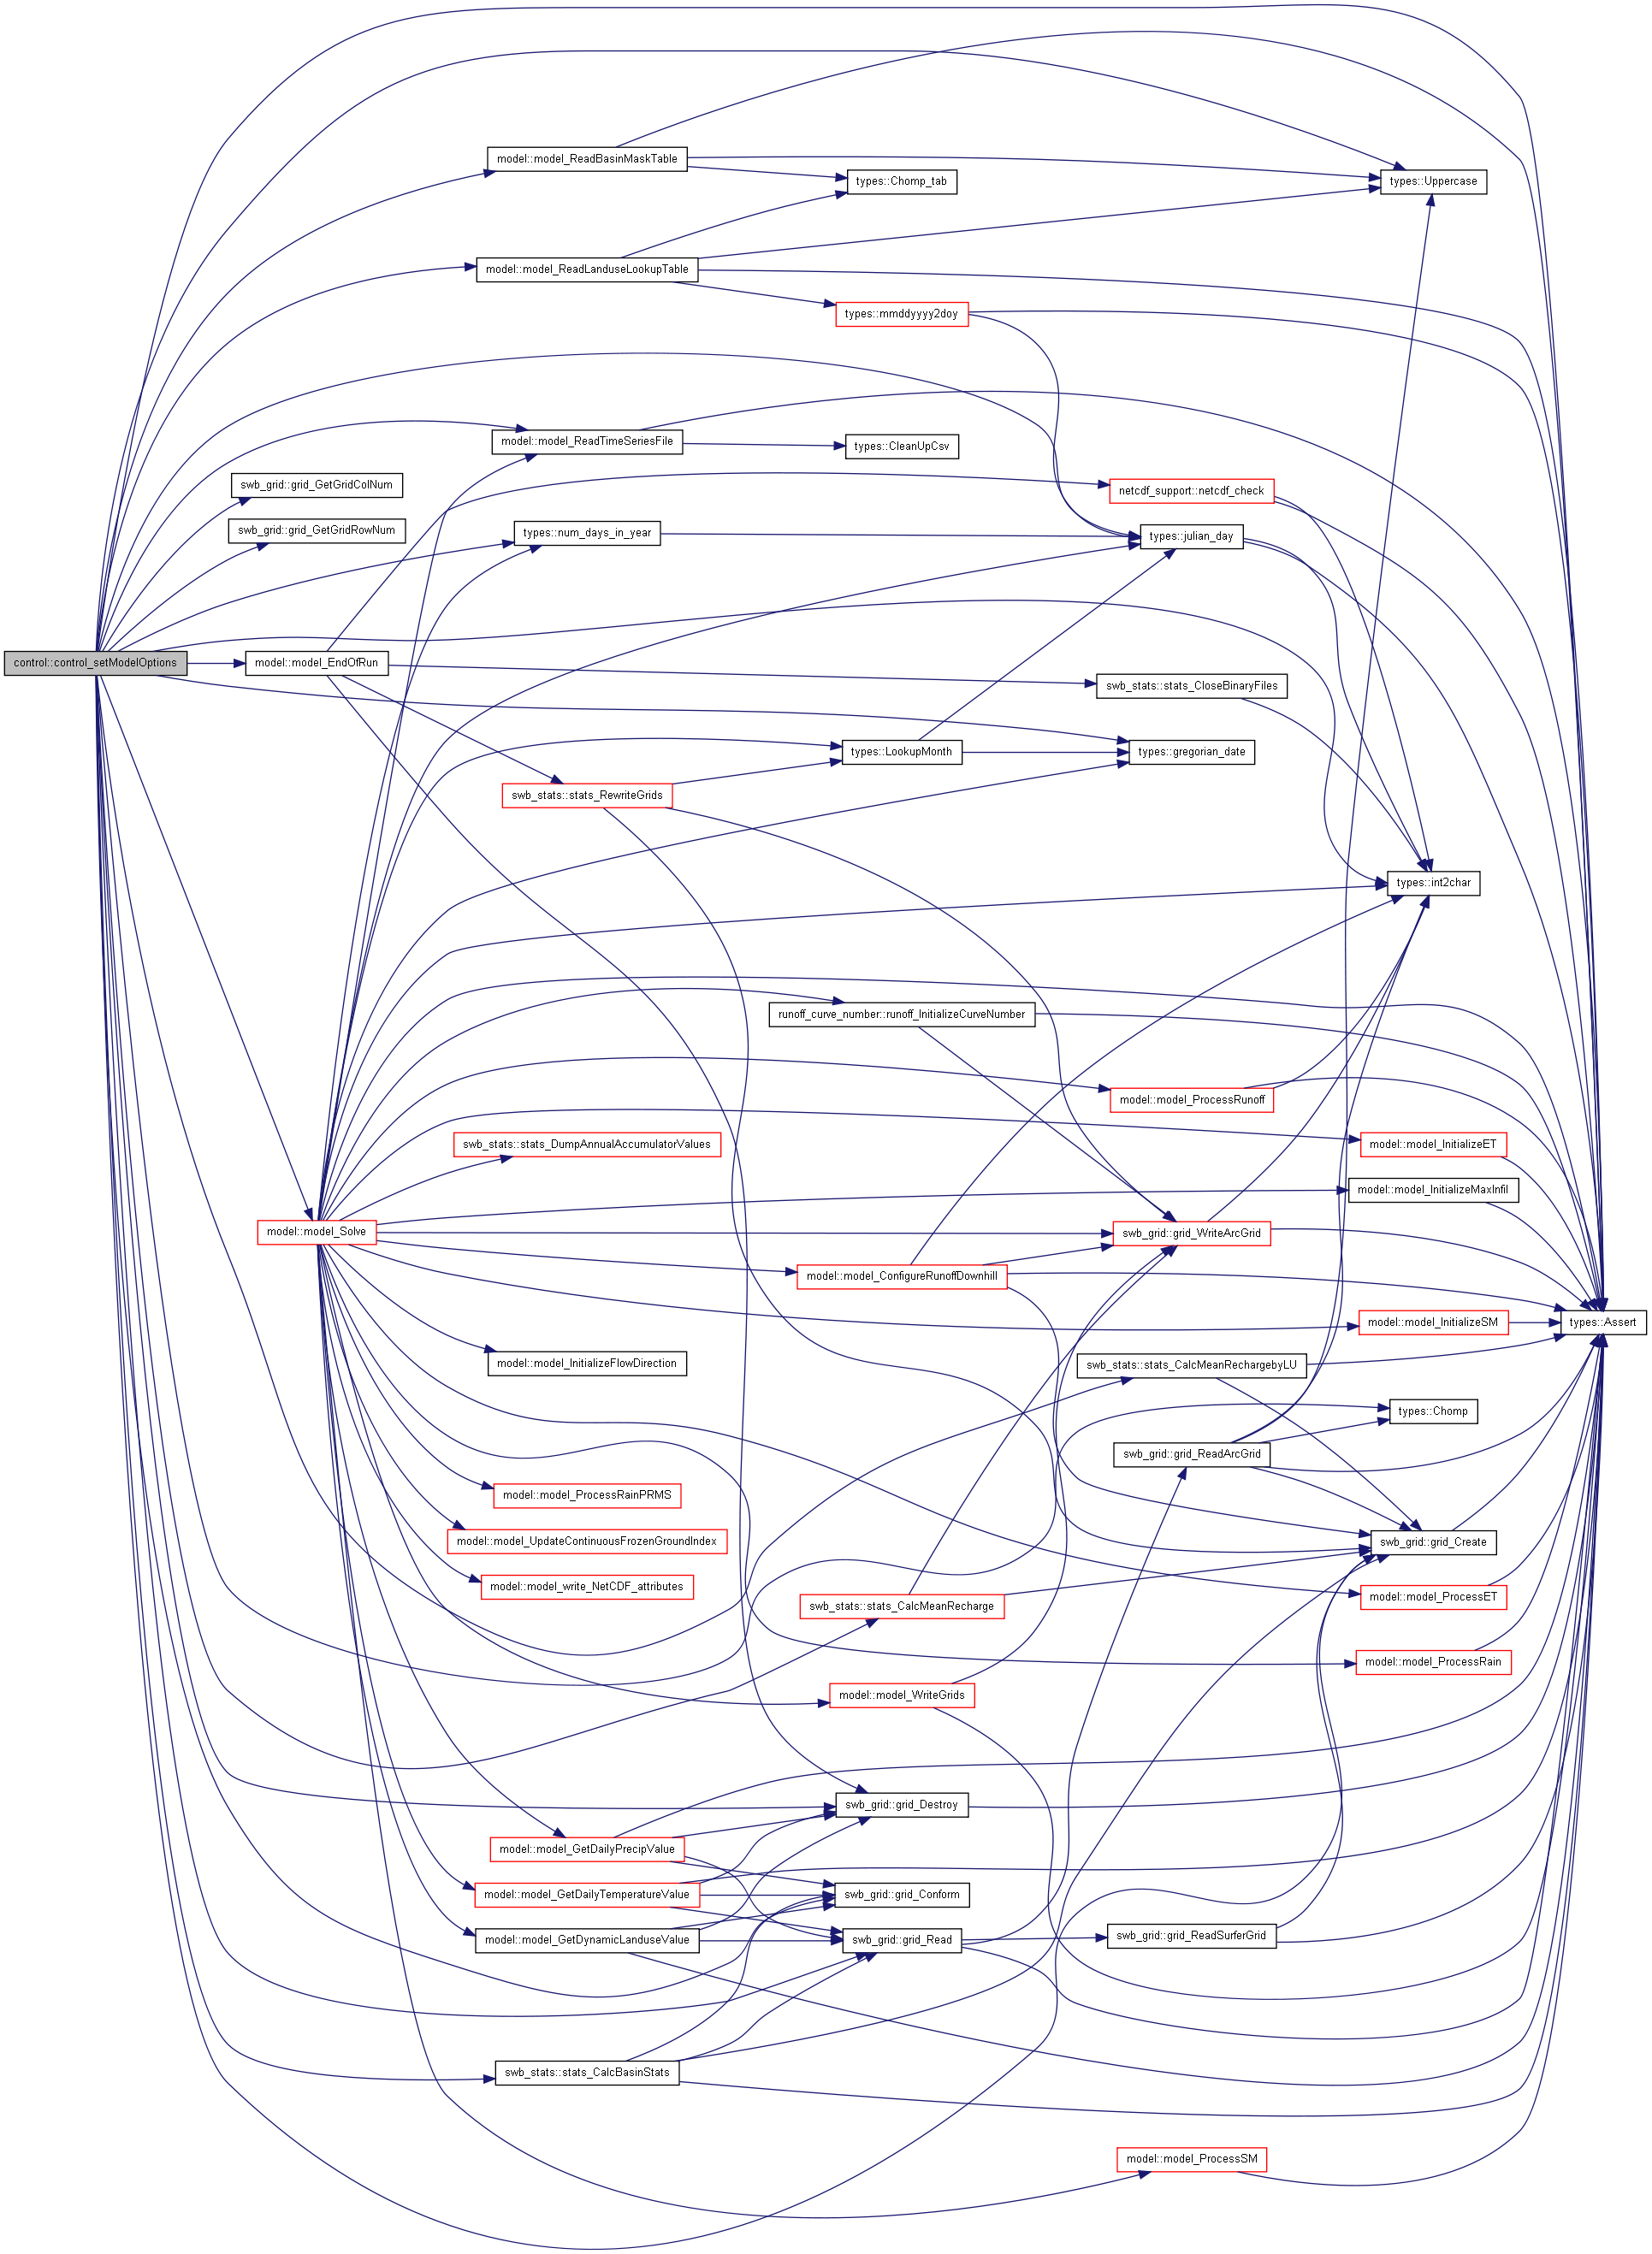 model::model_ReadBasinMaskTable
types::Chomp_tab
types::Uppercase
model::model_ReadLanduseLookupTable
types::mmddyyyy2doy
model::model_ReadTimeSeriesFile
types::CleanUpCsv
swb_grid::grid_GetGridColNum
netcdf_support::netcdf_check
swb_grid::grid_GetGridRowNum
types::num_days_in_year
types::julian_day
control::control_setModelOptions
model::model_EndOfRun
swb_stats::stats_CloseBinaryFiles
types::LookupMonth
types::gregorian_date
swb_stats::stats_RewriteGrids
types::int2char
runoff_curve_number::runoff_InitializeCurveNumber
model::model_ProcessRunoff
swb_stats::stats_DumpAnnualAccumulatorValues
model::model_InitializeET
model::model_InitializeMaxInfil
model::model_Solve
swb_grid::grid_WriteArcGrid
model::model_ConfigureRunoffDownhill
model::model_InitializeSM
types::Assert
model::model_InitializeFlowDirection
swb_stats::stats_CalcMeanRechargebyLU
types::Chomp
swb_grid::grid_ReadArcGrid
model::model_ProcessRainPRMS
model::model_UpdateContinuousFrozenGroundIndex
swb_grid::grid_Create
model::model_write_NetCDF_attributes
model::model_ProcessET
swb_stats::stats_CalcMeanRecharge
model::model_ProcessRain
model::model_WriteGrids
swb_grid::grid_Destroy
model::model_GetDailyPrecipValue
model::model_GetDailyTemperatureValue
swb_grid::grid_Conform
model::model_GetDynamicLanduseValue
swb_grid::grid_Read
swb_grid::grid_ReadSurferGrid
swb_stats::stats_CalcBasinStats
model::model_ProcessSM